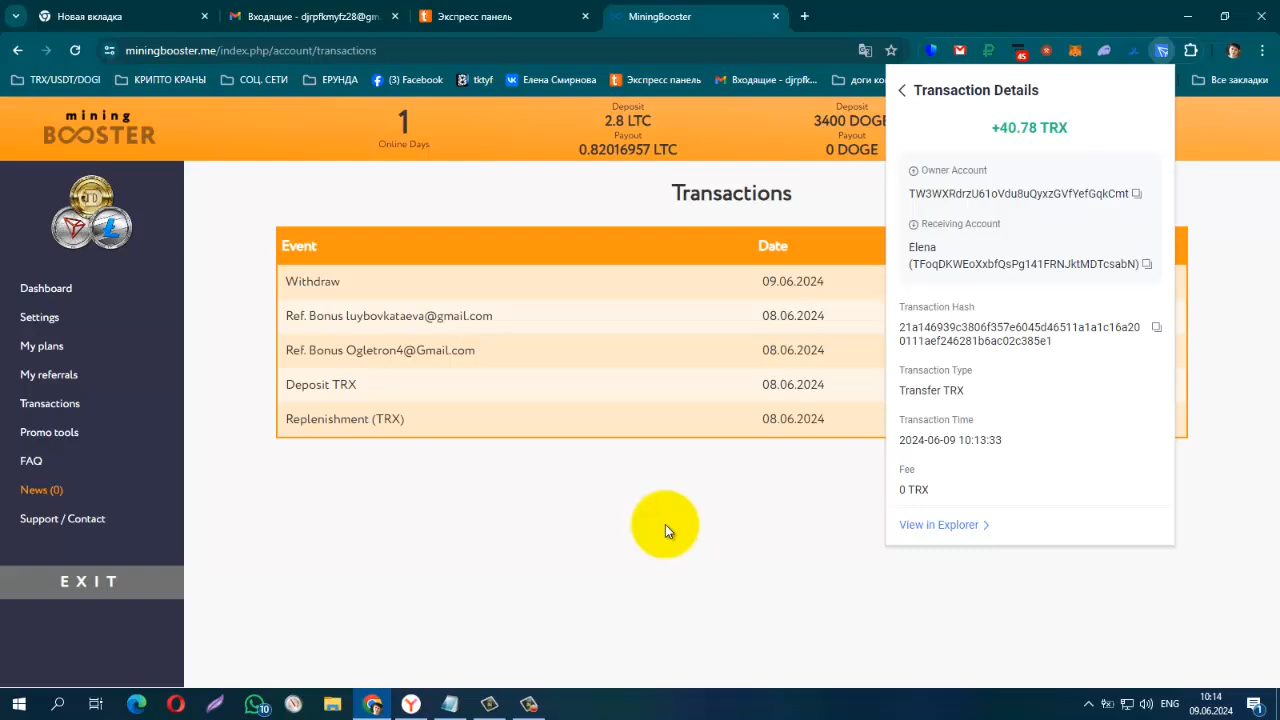 Новая вкладка
Входящие - djrpfkmyfz28@gm...
Экспресс панель
MiningBooster
miningbooster.me/index.php/account/transactions
45
TRX/USDT/DOGI
КРИПТО КРАНЫ
СОЦ. СЕТИ
ЕРУНДА
(3) Facebook
tktyf
Елена Смирнова
Экспресс панель
Входящие - djrpfk...
доги ко
Все закладки
mining
BOOSTER
1
Online Days
Deposit
2.8 LTC
Payout
0.82016957 LTC
Deposit
3400 DOGE
Payout
0 DOGE
Dashboard
Settings
My plans
My referrals
Transactions
Promo tools
FAQ
News (0)
Support / Contact
EXIT
Transactions
Event Date
Withdraw 09.06.2024
Ref. Bonus luybovkataeva@gmail.com 08.06.2024
Ref. Bonus Ogletron4@Gmail.com 08.06.2024
Deposit TRX 08.06.2024
Replenishment (TRX) 08.06.2024
Transaction Details
+40.78 TRX
Owner Account
TW3WXRdrzU61oVdu8uQyxzGVfYefGqkCmt
Receiving Account
Elena
(TFoqDKWEoXxbfQsPg141FRNJktMDTcsabN)
Transaction Hash
21a146939c3806f357e6045d46511a1a1c16a20
0111aef246281b6ac02c385e1
Transaction Type
Transfer TRX
Transaction Time
2024-06-09 10:13:33
Fee
0 TRX
View in Explorer
10
ENG
10:14
09.06.2024